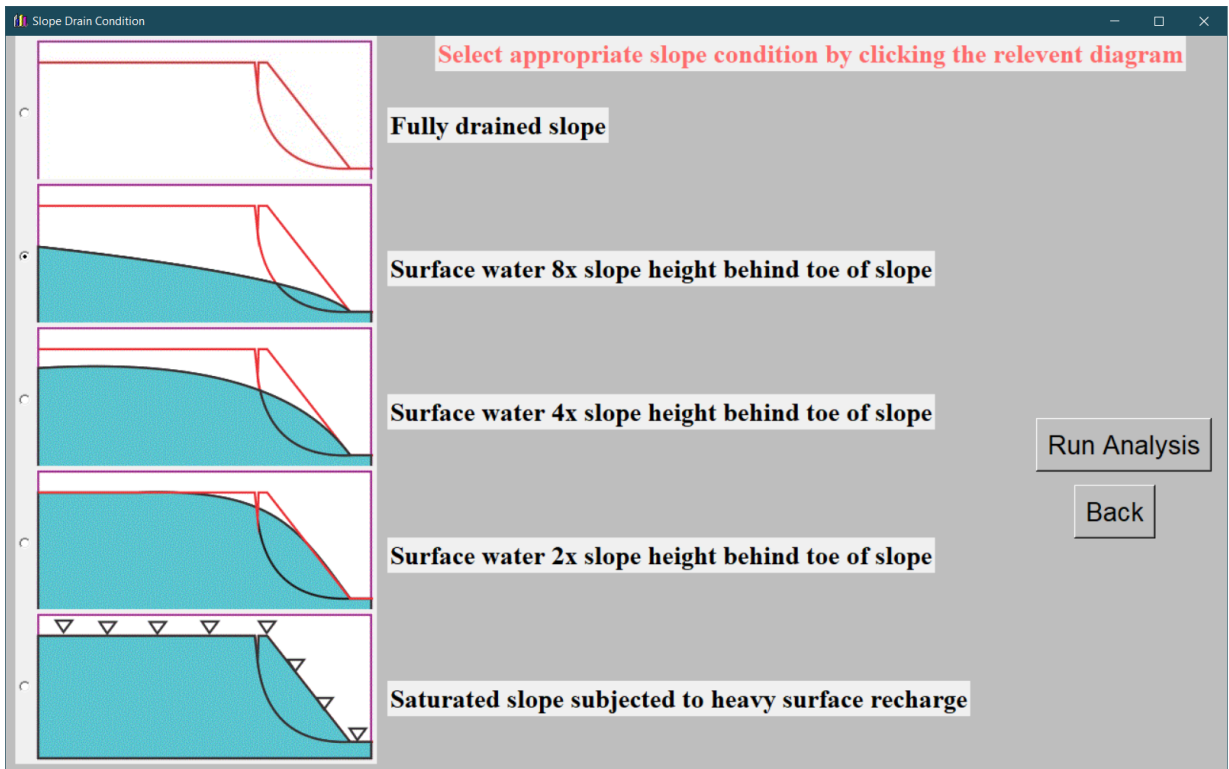 Slope Drain Condition
Select appropriate slope condition by clicking the relevent diagram
Fully drained slope
Surface water 8x slope height behind toe of slope
Surface water 4x slope height behind toe of slope
Run Analysis
Back
Surface water 2x slope height behind toe of slope
Saturated slope subjected to heavy surface recharge